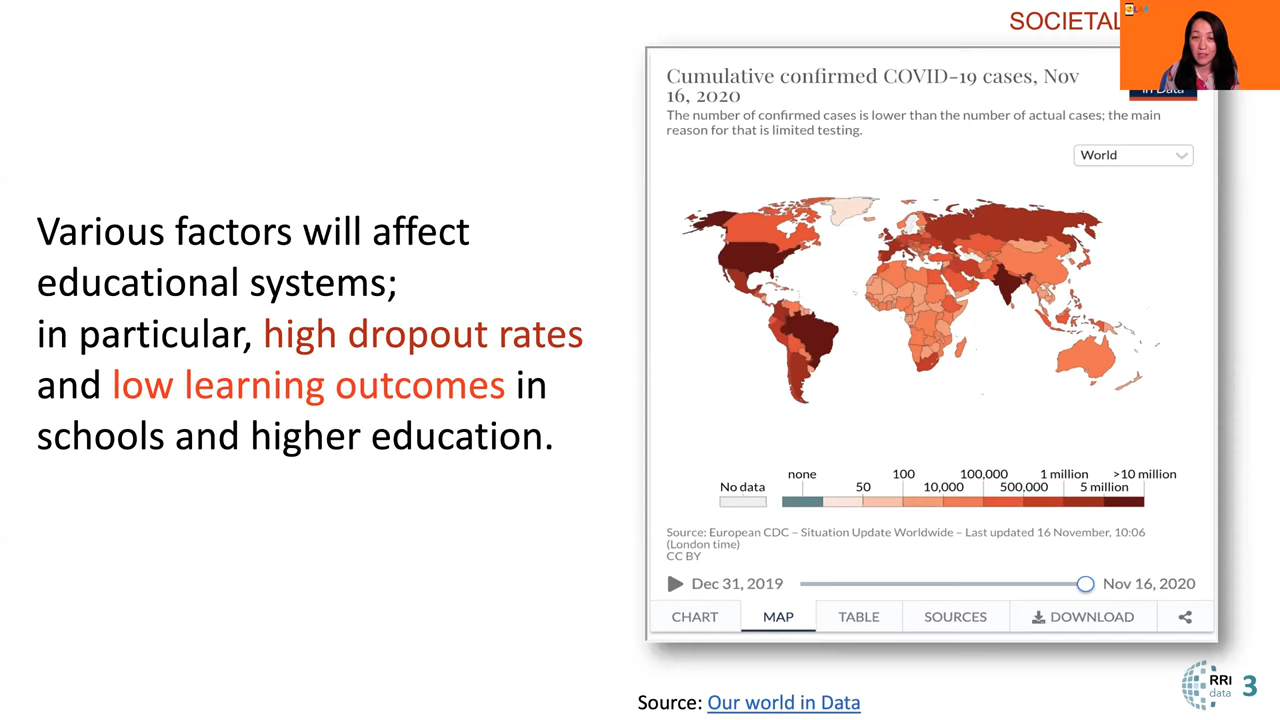 SOCIETAL
Various factors will affect
educational systems;
in particular, high dropout rates
and low learning outcomes in
schools and higher education.
Cumulative confirmed COVID-19 cases, Nov
16, 2020
in Data
The number of confirmed cases is lower than the number of actual cases; the main
reason for that is limited testing.
World
No data
none
50
100
10,000
100,000
500,000
1 million
5 million
>10 million
Source: European CDC – Situation Update Worldwide – Last updated 16 November, 10:06
(London time)
CC BY
Dec 31, 2019
Nov 16, 2020
CHART MAP TABLE SOURCES DOWNLOAD
Source: Our world in Data
RRI
data
3